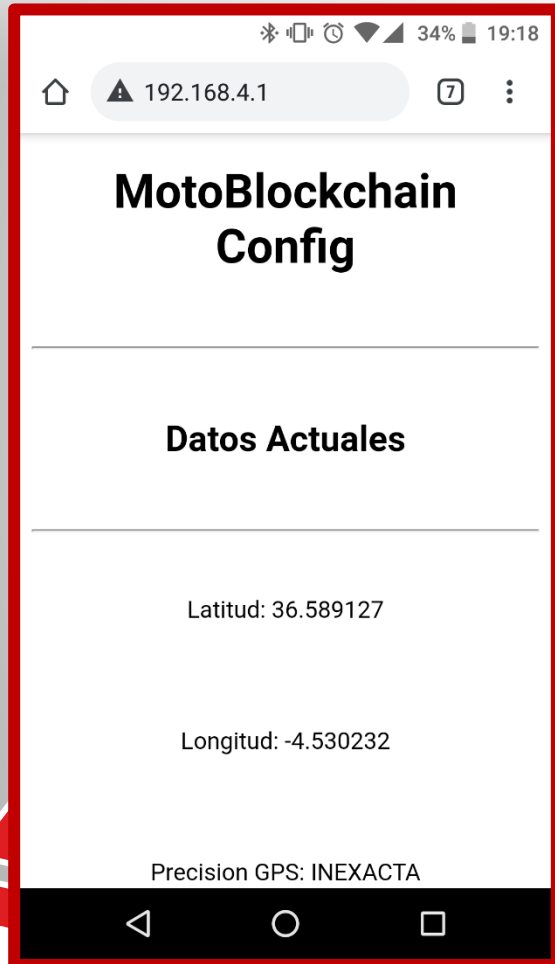 34% 19:18
192.168.4.1 7
MotoBlockchain
Config
Datos Actuales
Latitud: 36.589127
Longitud: -4.530232
Precision GPS: INEXACTA